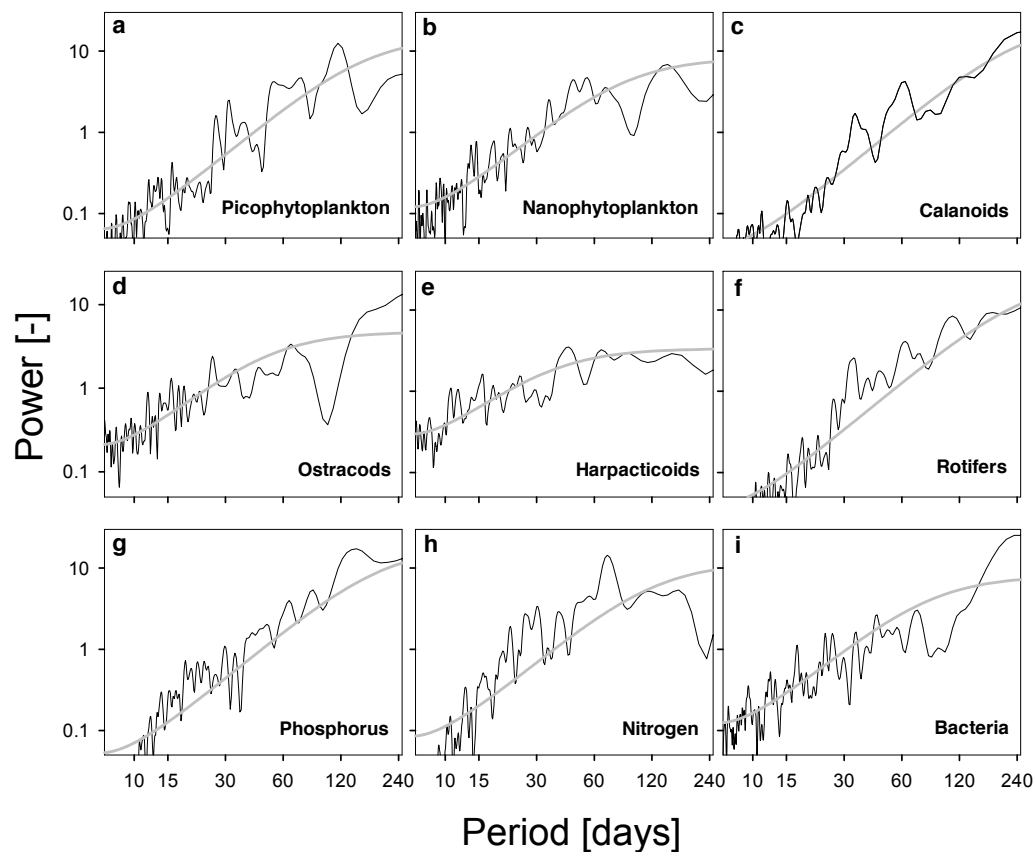 a
b
c
10
1
0.1
Picophytoplankton
Nanophytoplankton
Calanoids
d
e
f
10
1
0.1
Ostracods
Harpacticoids
Rotifers
g
h
i
10
1
0.1
Phosphorus
Nitrogen
Bacteria
10 15 30 60 120 240
10 15 30 60 120 240
10 15 30 60 120 240
Power [-]
Period [days]